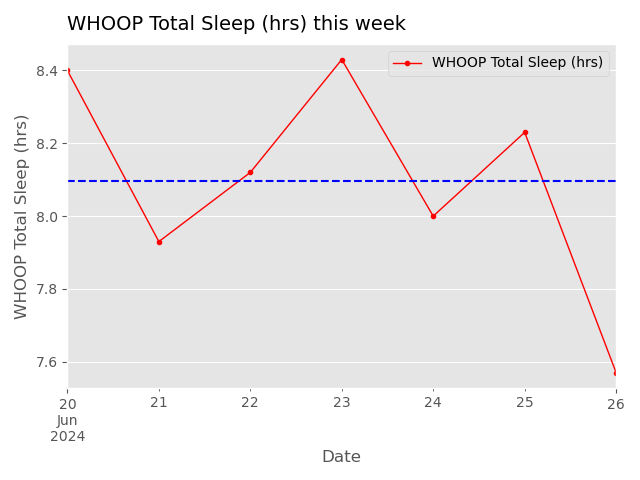 WHOOP Total Sleep (hrs) this week
WHOOP Total Sleep (hrs)
WHOOP Total Sleep (hrs)
8.4
8.2
8.0
7.8
7.6
20 21 22 23 24 25 26
Jun
2024
Date